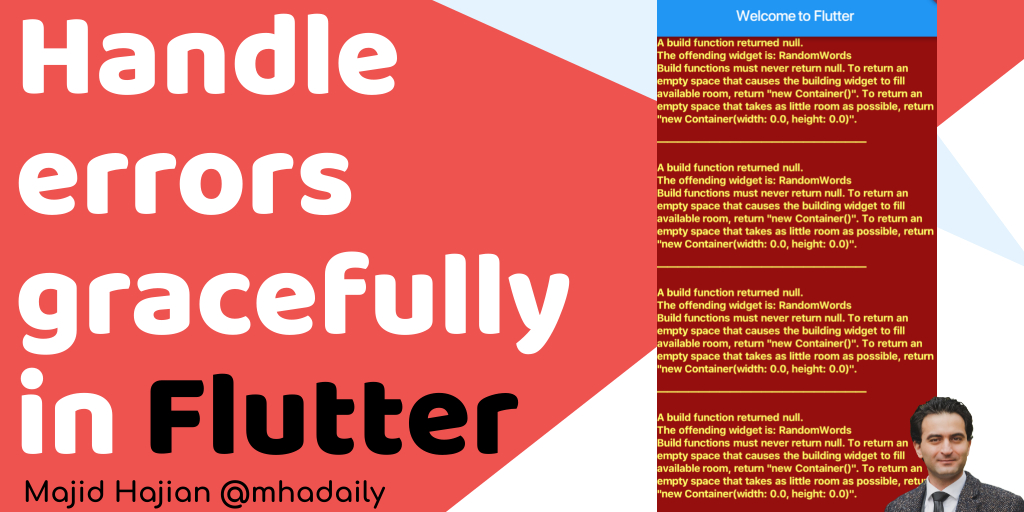 Handle
errors
gracefully
in Flutter
Majid Hajian @mhadaily
Welcome to Flutter
A build function returned null.
The offending widget is: RandomWords
Build functions must never return null. To return an
empty space that causes the building widget to fill
available room, return "new Container()". To return an
empty space that takes as little room as possible, return
"new Container(width: 0.0, height: 0.0)".
A build function returned null.
The offending widget is: RandomWords
Build functions must never return null. To return an
empty space that causes the building widget to fill
available room, return "new Container()". To return an
empty space that takes as little room as possible, return
"new Container(width: 0.0, height: 0.0)".
A build function returned null.
The offending widget is: RandomWords
Build functions must never return null. To return an
empty space that causes the building widget to fill
available room, return "new Container()". To return an
empty space that takes as little room as possible, return
"new Container(width: 0.0, height: 0.0)".
A build function returned null.
The offending widget is: RandomWords
Build functions must never return null. To return an
empty space that causes the building widget to fill
available room, return "new Container()". To return
empty space that takes as little room as possible,
"new Container(width: 0.0, height: 0.0)".